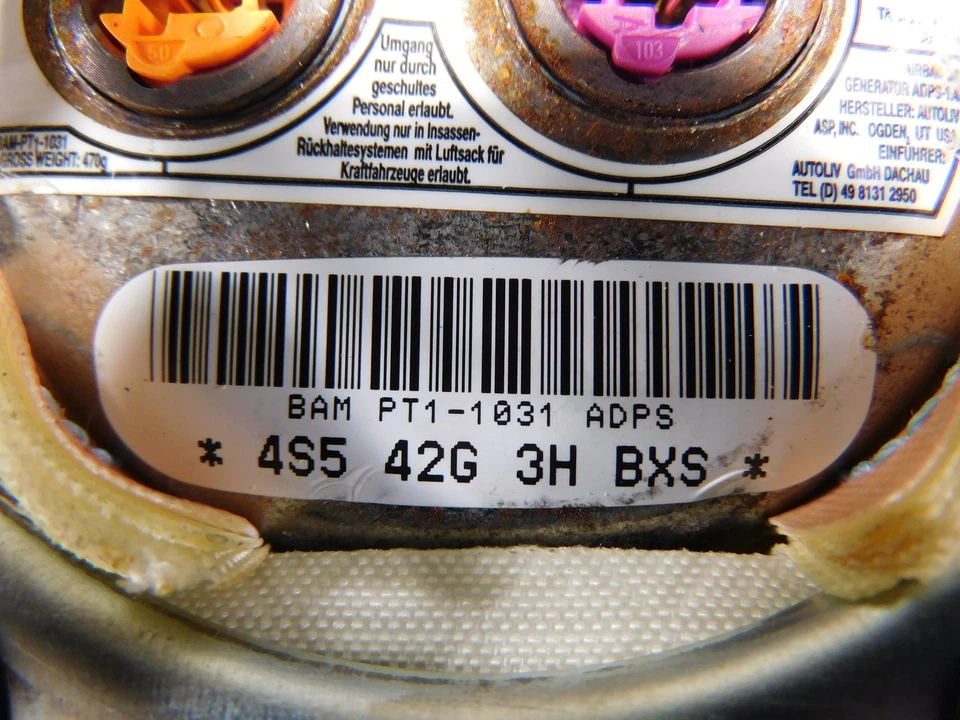 50
103
Umgang
nur durch
geschultes
Personal erlaubt.
Verwendung nur in Insassen-
Rückhaltesystemen mit Luftsack für
Kraftfahrzeuge erlaubt.
BAM-PT1-1031
GROSS WEIGHT: 470g
GENERATOR ADPS-1
HERSTELLER: AUTOLIV
ASP, INC. OGDEN, UT USA
EINFÜHRER:
AUTOLIV GmbH DACHAU
TEL (D) 49 8131 2950
BAM PT1-1031 ADPS
* 4S5 42G 3H BXS *